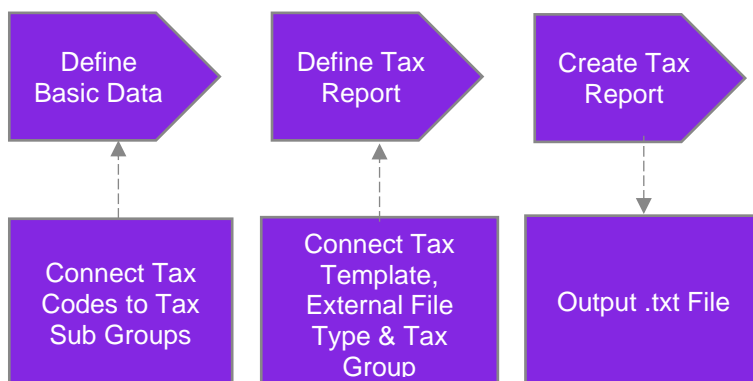 Define
Basic Data
Define Tax
Report
Create Tax
Report
Connect Tax
Codes to Tax
Sub Groups
Connect Tax
Template,
External File
Type & Tax
Group
Output .txt File